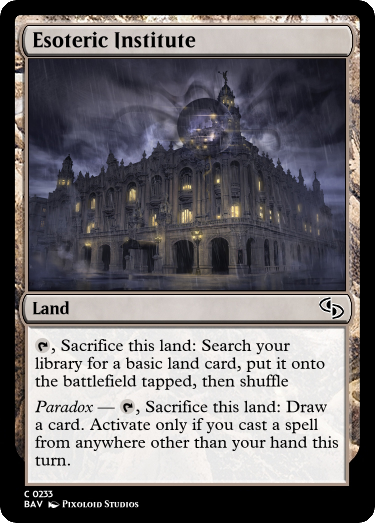 Esoteric Institute
Land
, Sacrifice this land: Search your
library for a basic land card, put it onto
the battlefield tapped, then shuffle
Paradox — , Sacrifice this land: Draw
a card. Activate only if you cast a spell
from anywhere other than your hand this
turn.
C 0233
BAV Pixoloid Studios